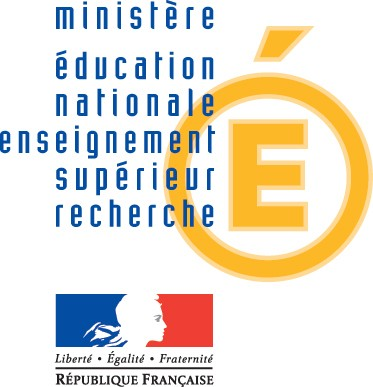 ministère
éducation
nationale
enseignement
supérieur
recherche
É
Liberté • Égalité • Fraternité
RÉPUBLIQUE FRANÇAISE